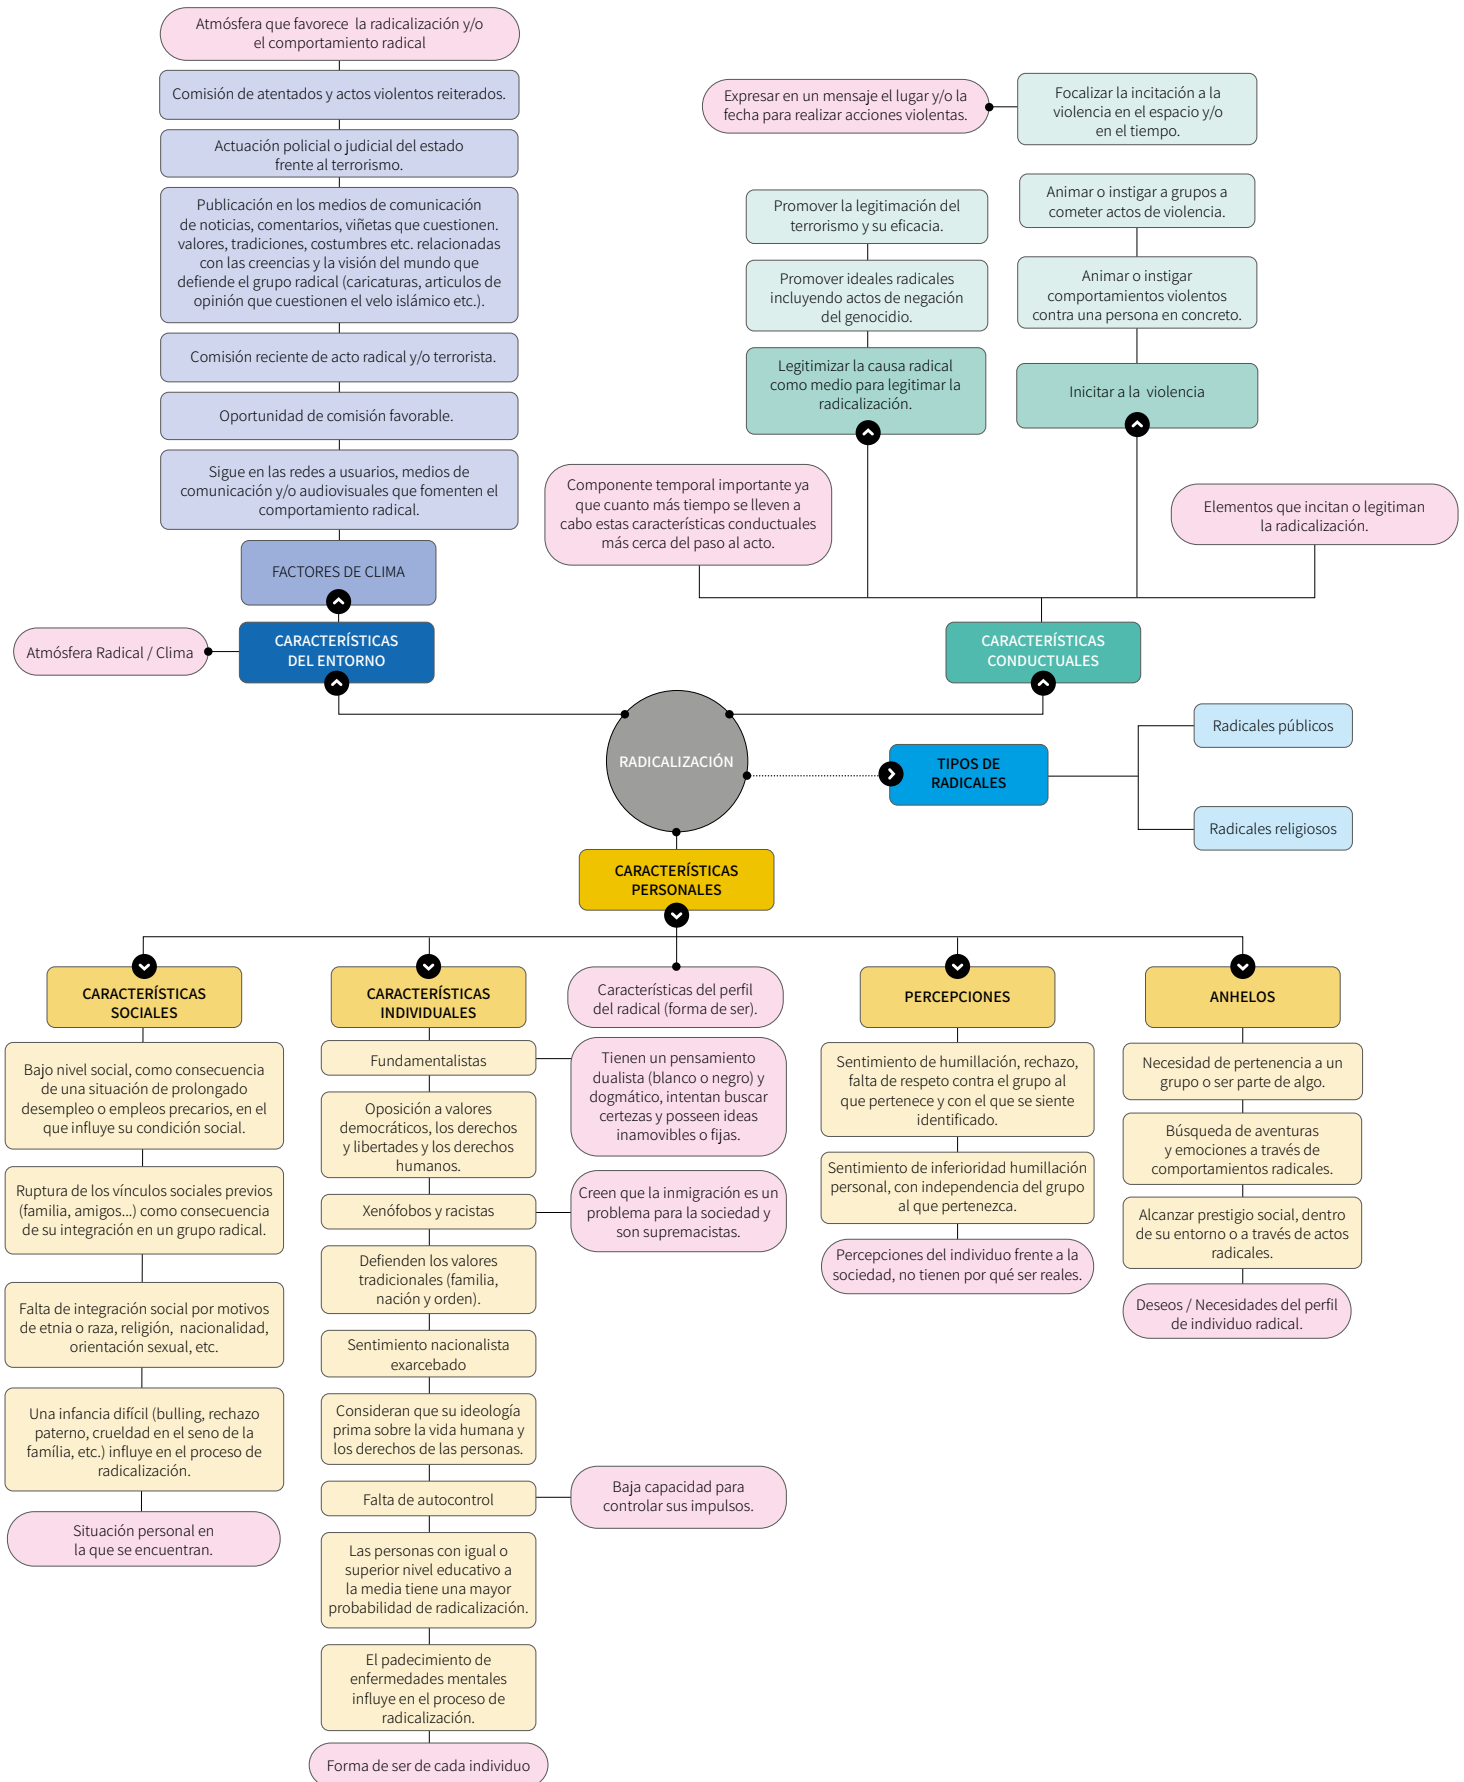 Atmósfera que favorece la radicalización y/o
el comportamiento radical
Comisión de atentados y actos violentos reiterados.
Actuación policial o judicial del estado
frente al terrorismo.
Publicación en los medios de comunicación
de noticias, comentarios, viñetas que cuestionen.
valores, tradiciones, costumbres etc. relacionadas
con las creencias y la visión del mundo que
defiende el grupo radical (caricaturas, articulos de
opinión que cuestionen el velo islámico etc.).
Comisión reciente de acto radical y/o terrorista.
Oportunidad de comisión favorable.
Sigue en las redes a usuarios, medios de
comunicación y/o audiovisuales que fomenten el
comportamiento radical.
FACTORES DE CLIMA
Atmósfera Radical / Clima
CARACTERÍSTICAS
DEL ENTORNO
Expresar en un mensaje el lugar y/o la
fecha para realizar acciones violentas.
Focalizar la incitación a la
violencia en el espacio y/o
en el tiempo.
Promover la legitimación del
terrorismo y su eficacia.
Promover ideales radicales
incluyendo actos de negación
del genocidio.
Legitimizar la causa radical
como medio para legitimar la
radicalización.
Animar o instigar a grupos a
cometer actos de violencia.
Animar o instigar
comportamientos violentos
contra una persona en concreto.
Inicitar a la violencia
Componente temporal importante ya
que cuanto más tiempo se lleven a
cabo estas características conductuales
más cerca del paso al acto.
Elementos que incitan o legitiman
la radicalización.
CARACTERÍSTICAS
CONDUCTUALES
RADICALIZACIÓN
TIPOS DE
RADICALES
Radicales públicos
Radicales religiosos
CARACTERÍSTICAS
PERSONALES
CARACTERÍSTICAS
SOCIALES
Bajo nivel social, como consecuencia
de una situación de prolongado
desempleo o empleos precarios, en el
que influye su condición social.
Ruptura de los vínculos sociales previos
(familia, amigos...) como consecuencia
de su integración en un grupo radical.
Falta de integración social por motivos
de etnia o raza, religión, nacionalidad,
orientación sexual, etc.
Una infancia difícil (bulling, rechazo
paterno, crueldad en el seno de la
família, etc.) influye en el proceso de
radicalización.
Situación personal en
la que se encuentran.
CARACTERÍSTICAS
INDIVIDUALES
Fundamentalistas
Oposición a valores
democráticos, los derechos
y libertades y los derechos
humanos.
Xenófobos y racistas
Defienden los valores
tradicionales (familia,
nación y orden).
Sentimiento nacionalista
exarcebado
Consideran que su ideología
prima sobre la vida humana y
los derechos de las personas.
Falta de autocontrol
Las personas con igual o
superior nivel educativo a
la media tiene una mayor
probabilidad de radicalización.
El padecimiento de
enfermedades mentales
influye en el proceso de
radicalización.
Forma de ser de cada individuo
Características del perfil
del radical (forma de ser).
Tienen un pensamiento
dualista (blanco o negro) y
dogmático, intentan buscar
certezas y posseen ideas
inamovibles o fijas.
Creen que la inmigración es un
problema para la sociedad y
son supremacistas.
Baja capacidad para
controlar sus impulsos.
PERCEPCIONES
Sentimiento de humillación, rechazo,
falta de respeto contra el grupo al
que pertenece y con el que se siente
identificado.
Sentimiento de inferioridad humillación
personal, con independencia del grupo
al que pertenezca.
Percepciones del individuo frente a la
sociedad, no tienen por qué ser reales.
ANHELOS
Necesidad de pertenencia a un
grupo o ser parte de algo.
Búsqueda de aventuras
y emociones a través de
comportamientos radicales.
Alcanzar prestigio social, dentro
de su entorno o a través de actos
radicales.
Deseos / Necesidades del perfil
de individuo radical.